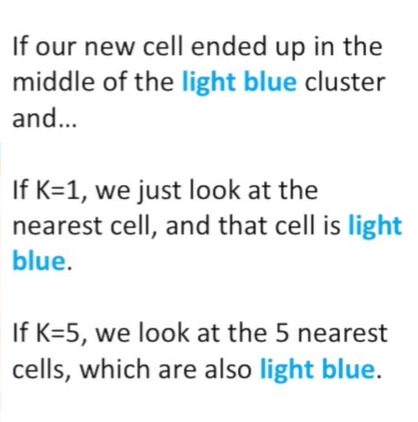 If our new cell ended up in the
middle of the light blue cluster
and...
If K=1, we just look at the
nearest cell, and that cell is light
blue.
If K=5, we look at the 5 nearest
cells, which are also light blue.